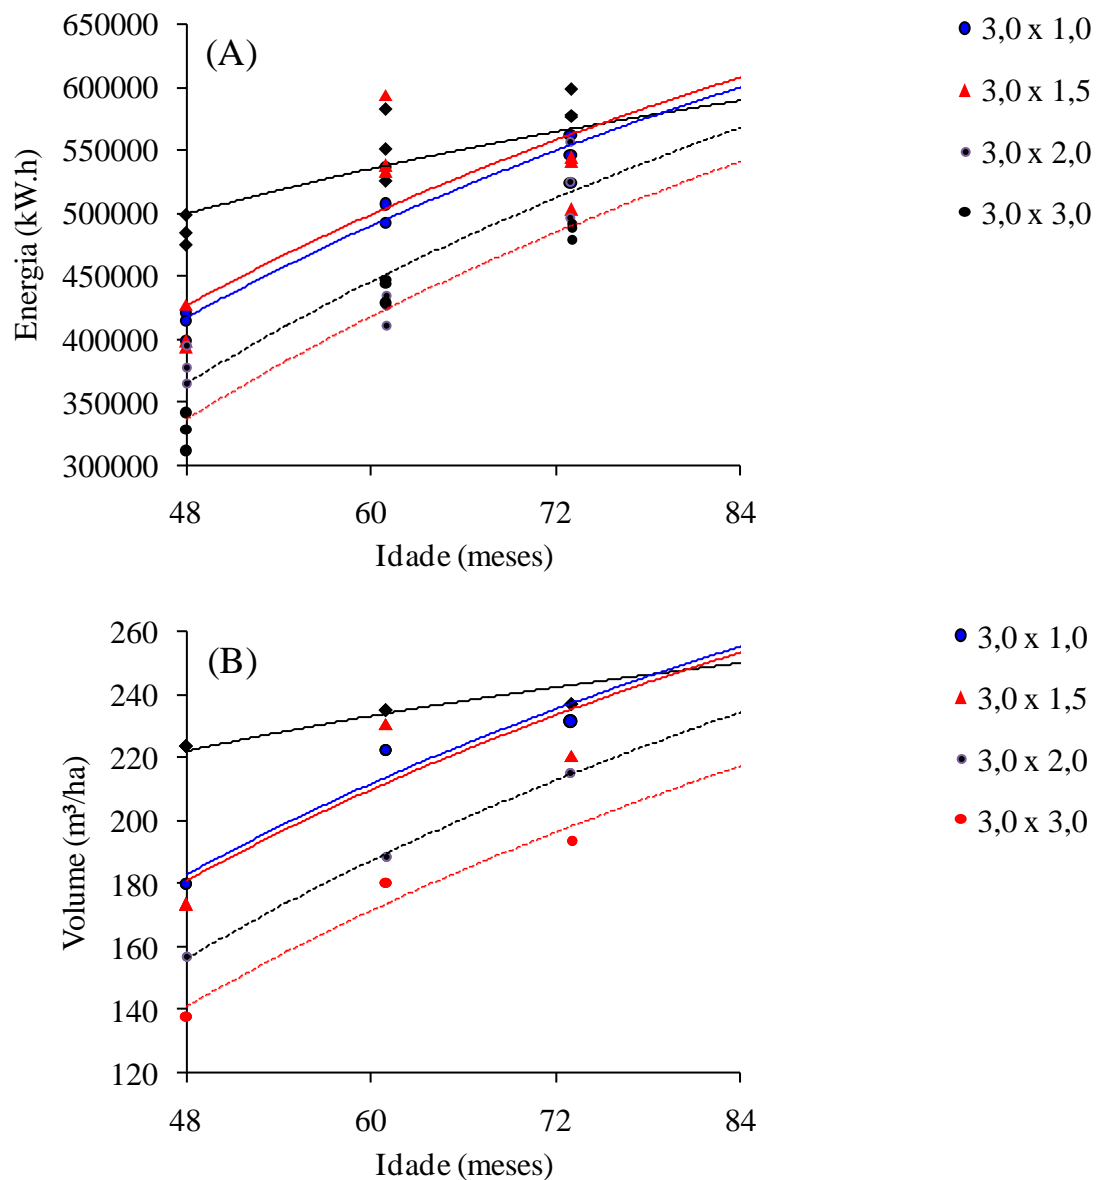 650000
(A)
600000
550000
500000
450000
400000
350000
300000
Energia (kW.h)
48 60 72 84
Idade (meses)
3,0 x 1,0
3,0 x 1,5
3,0 x 2,0
3,0 x 3,0
260
(B)
240
220
200
180
160
140
120
Volume (m³/ha)
48 60 72 84
Idade (meses)
3,0 x 1,0
3,0 x 1,5
3,0 x 2,0
3,0 x 3,0